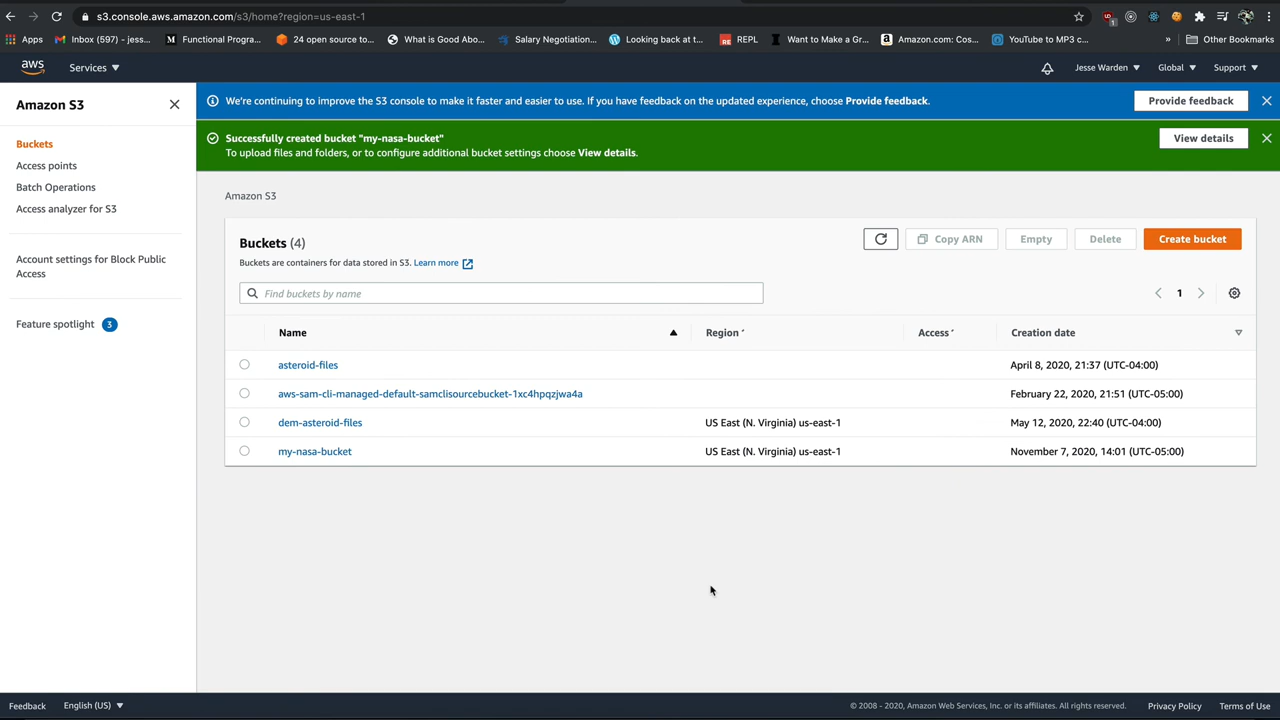 s3.console.aws.amazon.com/s3/home?region=us-east-1
Apps
Inbox (597) - jess...
Functional Progra...
24 open source to...
What is Good Abo...
Salary Negotiation...
Looking back at t...
REPL
Want to Make a Gr...
Amazon.com: Cos...
YouTube to MP3 c...
»
Other Bookmarks
aws
Services
Jesse Warden
Global
Support
Amazon S3
Buckets
Access points
Batch Operations
Access analyzer for S3
Account settings for Block Public
Access
Feature spotlight 3
We're continuing to improve the S3 console to make it faster and easier to use. If you have feedback on the updated experience, choose Provide feedback.
Provide feedback
Successfully created bucket "my-nasa-bucket"
To upload files and folders, or to configure additional bucket settings choose View details.
View details
Amazon S3
Buckets (4)
Copy ARN
Empty
Delete
Create bucket
Buckets are containers for data stored in S3. Learn more
Find buckets by name
1
Name Region Access Creation date
asteroid-files April 8, 2020, 21:37 (UTC-04:00)
aws-sam-cli-managed-default-samclisourcebucket-1xc4hpqzjwa4a February 22, 2020, 21:51 (UTC-05:00)
dem-asteroid-files US East (N. Virginia) us-east-1 May 12, 2020, 22:40 (UTC-04:00)
my-nasa-bucket US East (N. Virginia) us-east-1 November 7, 2020, 14:01 (UTC-05:00)
Feedback
English (US)
© 2008 - 2020, Amazon Web Services, Inc. or its affiliates. All rights reserved.
Privacy Policy
Terms of Use